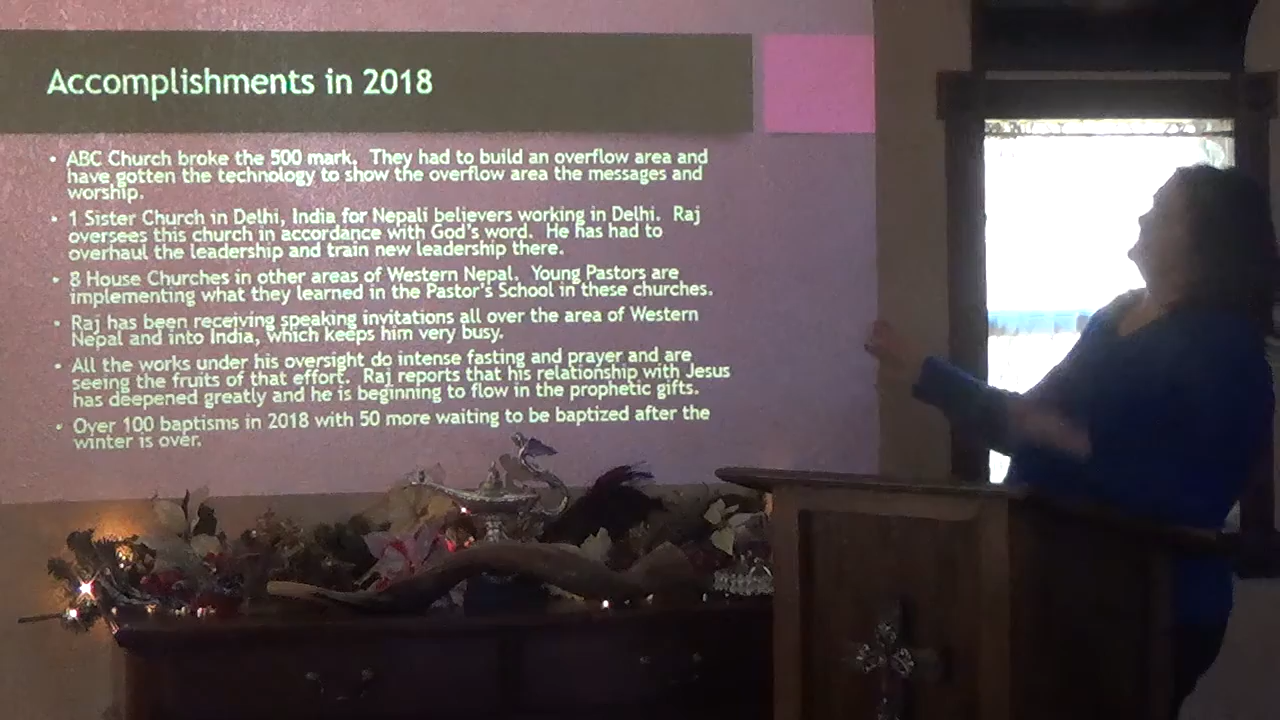 Accomplishments in 2018
• ABC Church broke the 500 mark. They had to build an overflow area and
have gotten the technology to show the overflow area the messages and
worship.
• 1 Sister Church in Delhi, India for Nepali believers working in Delhi. Raj
oversees this church in accordance with God's word. He has had to
overhaul the leadership and train new leadership there.
• 8 House Churches in other areas of Western Nepal. Young Pastors are
implementing what they learned in the Pastor's School in these churches.
• Raj has been receiving speaking invitations all over the area of Western
Nepal and into India, which keeps him very busy.
• All the works under his oversight do intense fasting and prayer and are
seeing the fruits of that effort. Raj reports that his relationship with Jesus
has deepened greatly and he is beginning to flow in the prophetic gifts.
• Over 100 baptisms in 2018 with 50 more waiting to be baptized after the
winter is over.